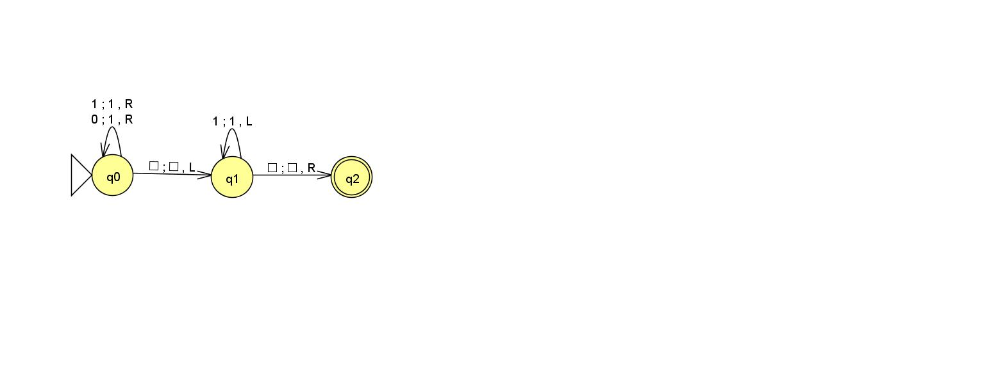 1 ; 1 , R
0 ; 1 , R
1 ; 1 , L
□ ; □ , L
□ ; □ , R
q0
q1
q2